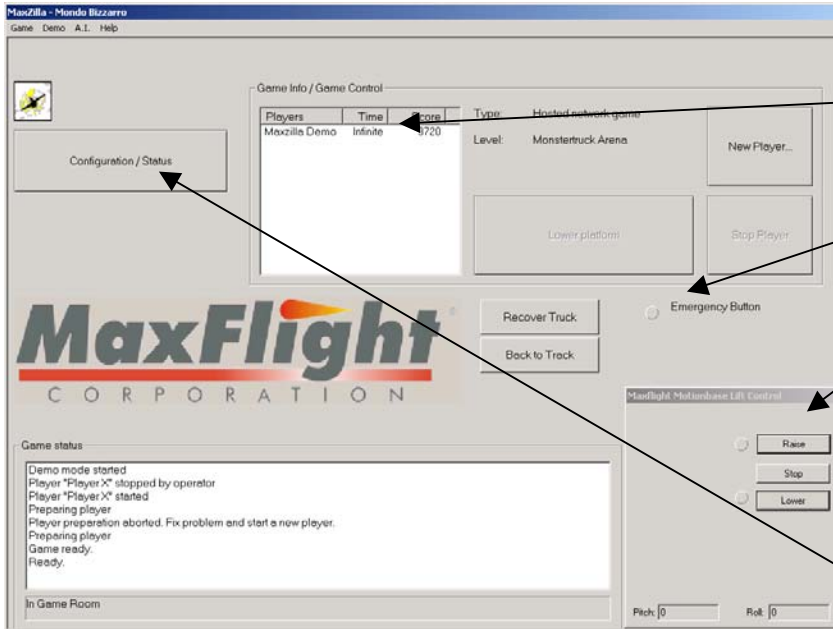 MaxZilla - Mondo Bizzarro
Game Demo A.I. Help
Game Info / Game Control
Players Time Score
Maxzilla Demo Infinite 3720
Type: Hosted network game
Level: Monstertruck Arena
New Player...
Configuration / Status
Lower platform
Stop Player
Emergency Button
Recover Truck
Back to Track
MaxFlight®
CORPORATION
Maxflight Motionbase Lift Control
Raise
Stop
Lower
Pitch: 0 Roll: 0
Game status
Demo mode started
Player "Player X" stopped by operator
Player "Player X" started
Preparing player
Player preparation aborted. Fix problem and start a new player.
Preparing player
Game ready.
Ready.
In Game Room